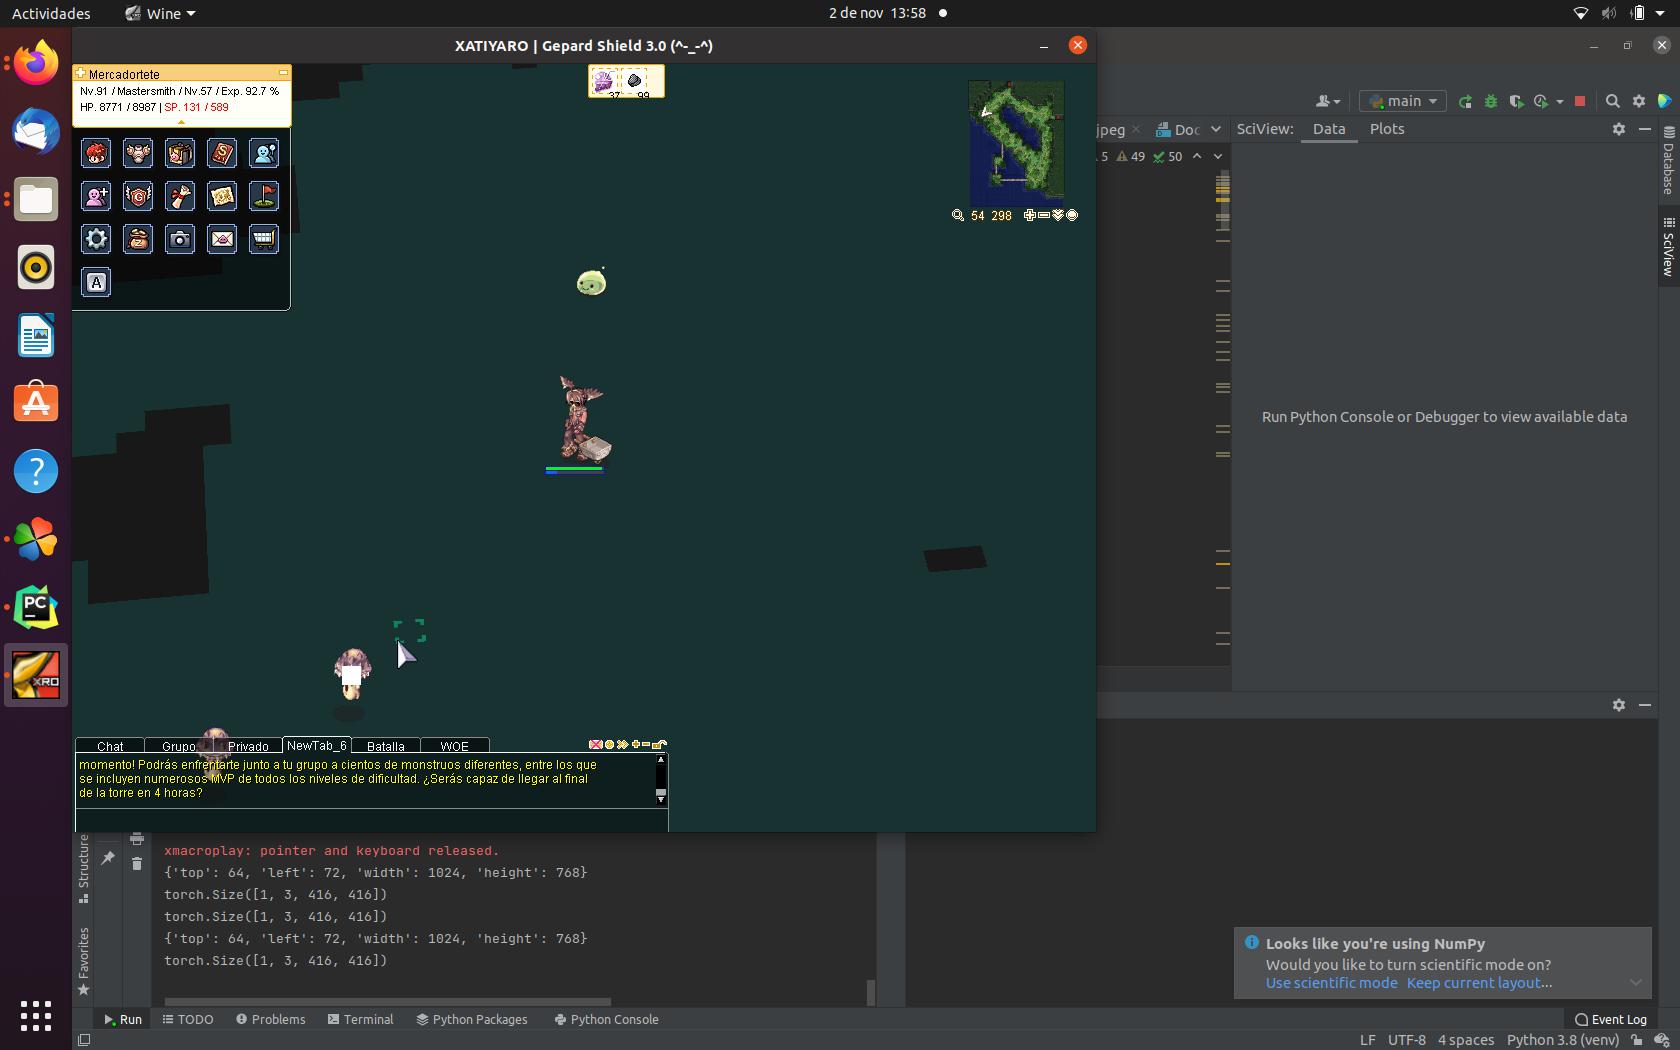 Actividades
Wine
2 de nov 13:58
XATIYARO | Gepard Shield 3.0 (^-_-^)
Mercadortete
Nv.91 / Mastersmith / Nv.57 / Exp. 92.7 %
HP. 8771 / 8987 | SP. 131 / 589
37 99
A
54 298
main
jpeg
Doc
SciView:
Data
Plots
5 49 50
Database
SciView
Run Python Console or Debugger to view available data
PC
XRO
Chat
Grupo
Privado
NewTab_6
Batalla
WOE
momento! Podrás enfrentarte junto a tu grupo a cientos de monstruos diferentes, entre los que
se incluyen numerosos MVP de todos los niveles de dificultad. ¿Serás capaz de llegar al final
de la torre en 4 horas?
Structure
Favorites
xmacroplay: pointer and keyboard released.
{'top': 64, 'left': 72, 'width': 1024, 'height': 768}
torch.Size([1, 3, 416, 416])
torch.Size([1, 3, 416, 416])
{'top': 64, 'left': 72, 'width': 1024, 'height': 768}
torch.Size([1, 3, 416, 416])
Looks like you're using NumPy
Would you like to turn scientific mode on?
Use scientific mode Keep current layout...
Run
TODO
Problems
Terminal
Python Packages
Python Console
Event Log
LF UTF-8 4 spaces Python 3.8 (venv)